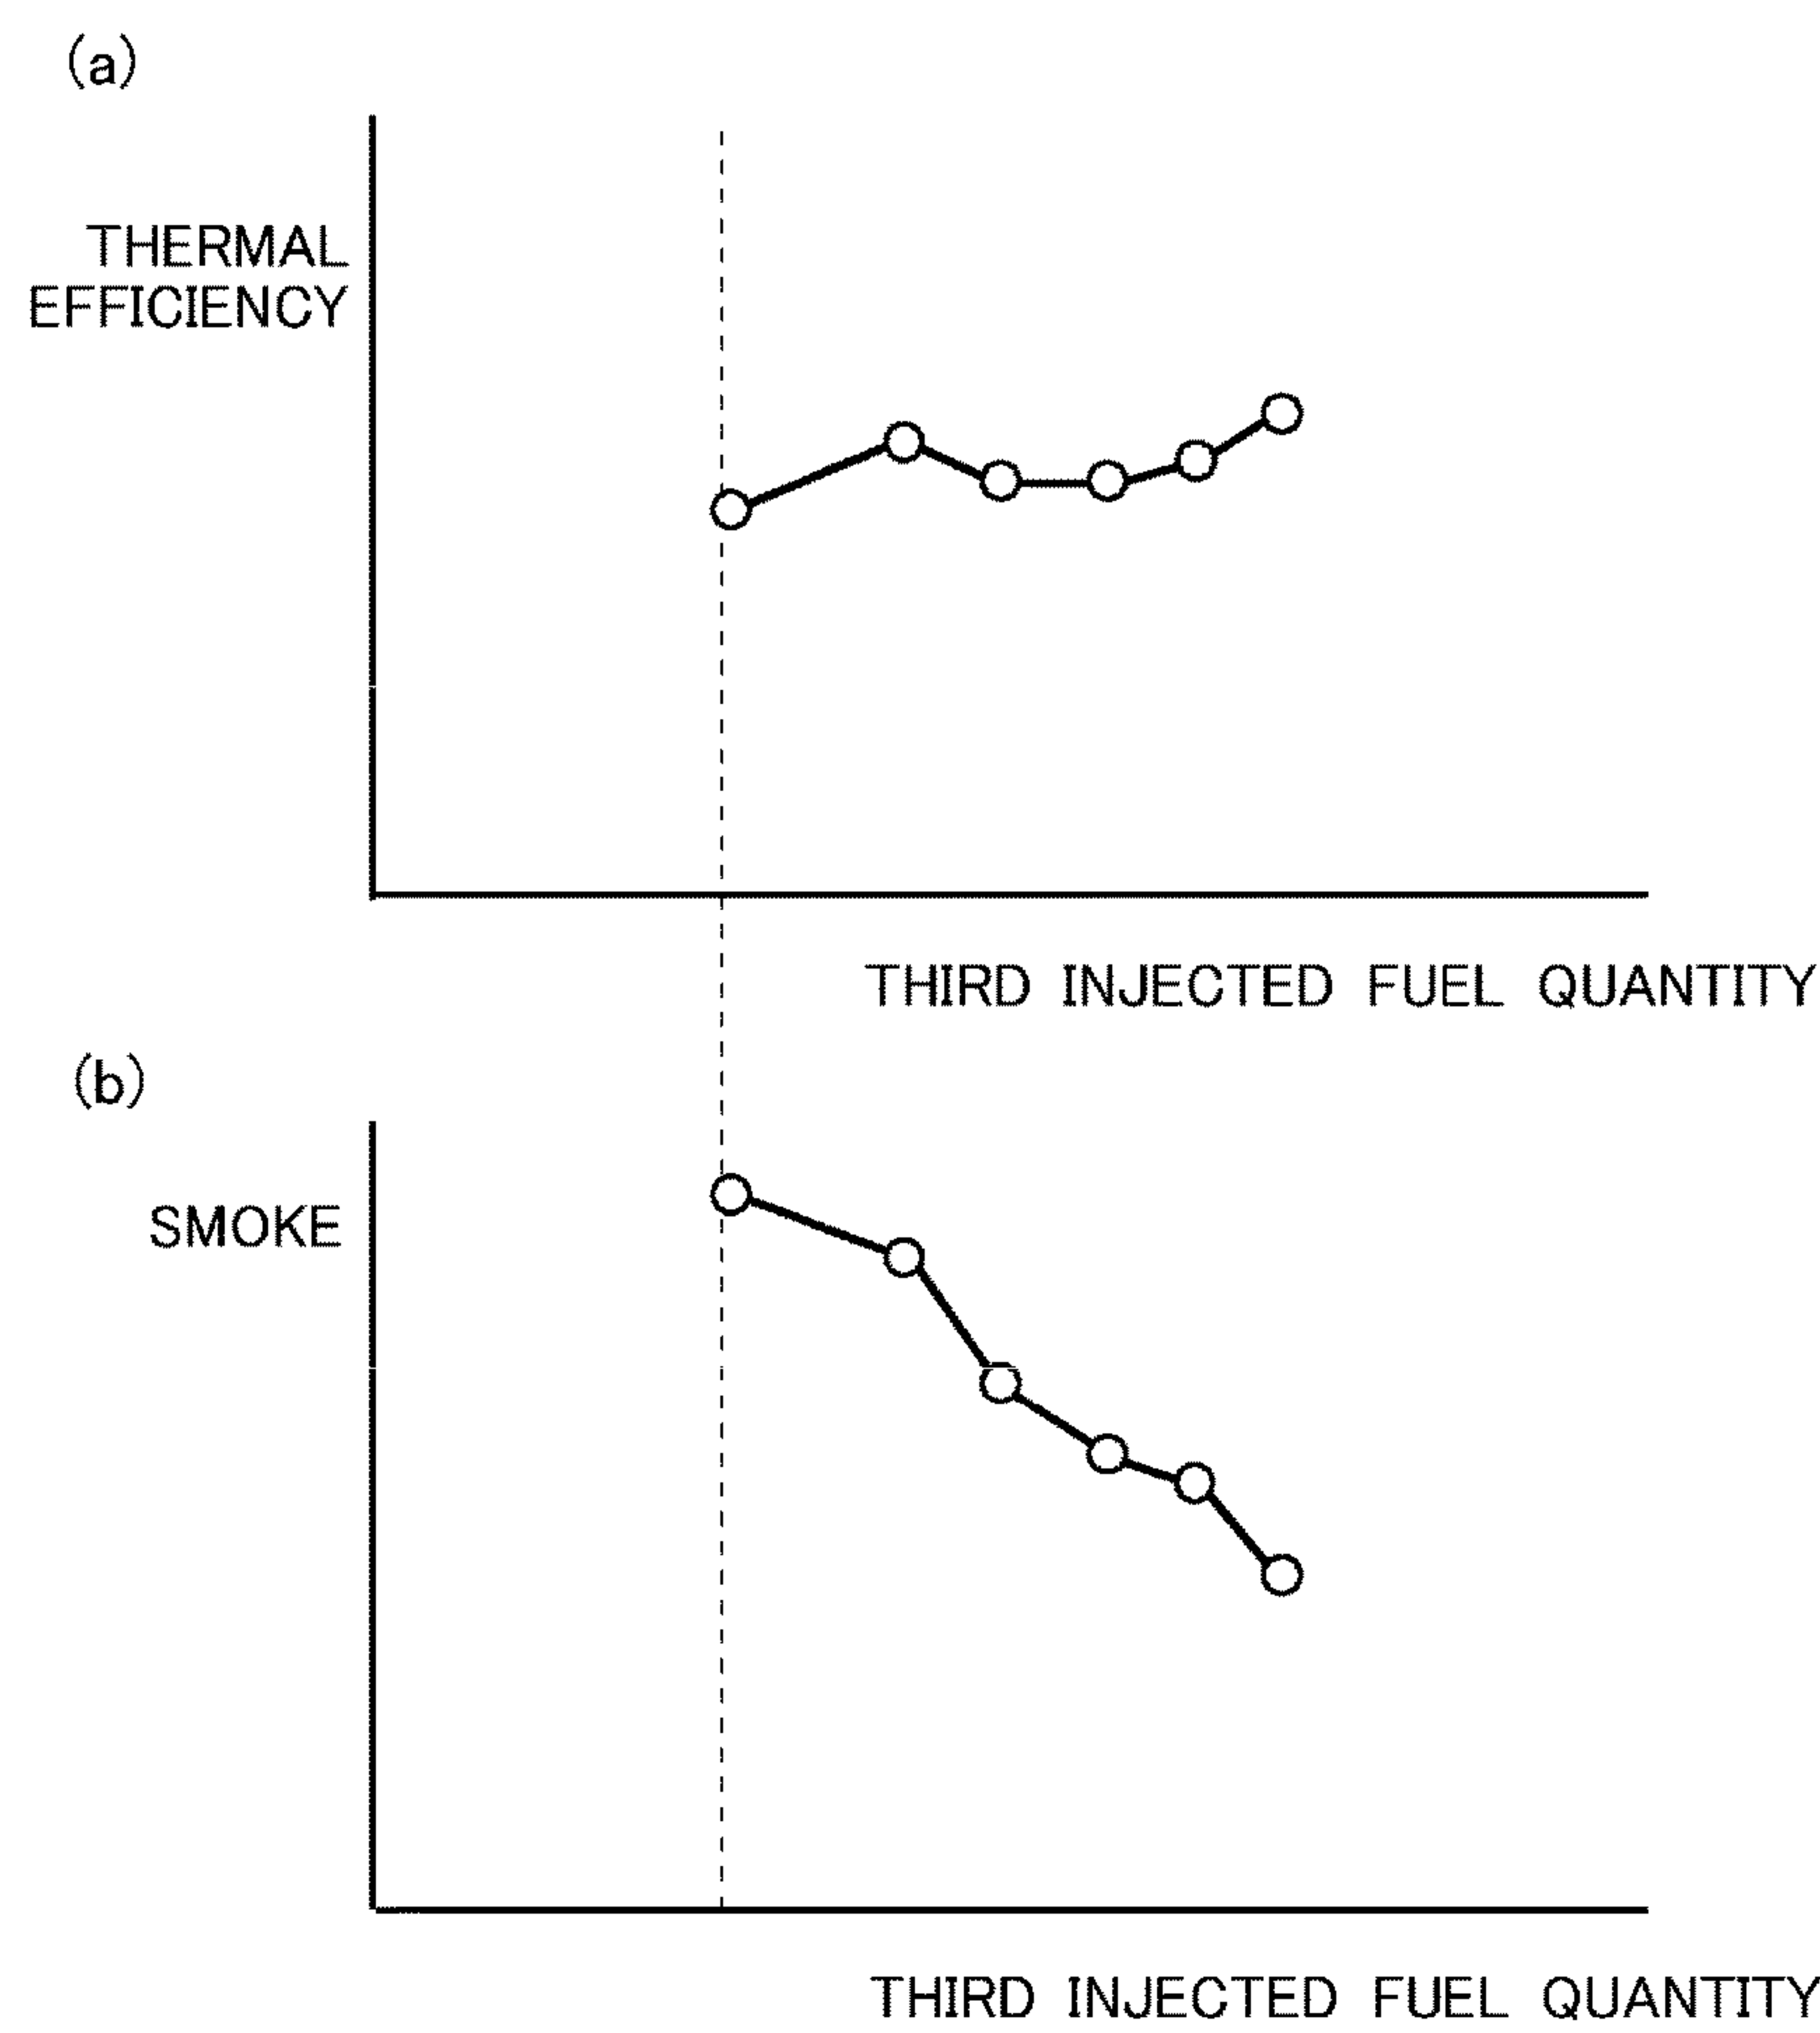 (a)
THERMAL
EFFICIENCY
THIRD INJECTED FUEL QUANTITY
(b)
SMOKE
THIRD INJECTED FUEL QUANTITY